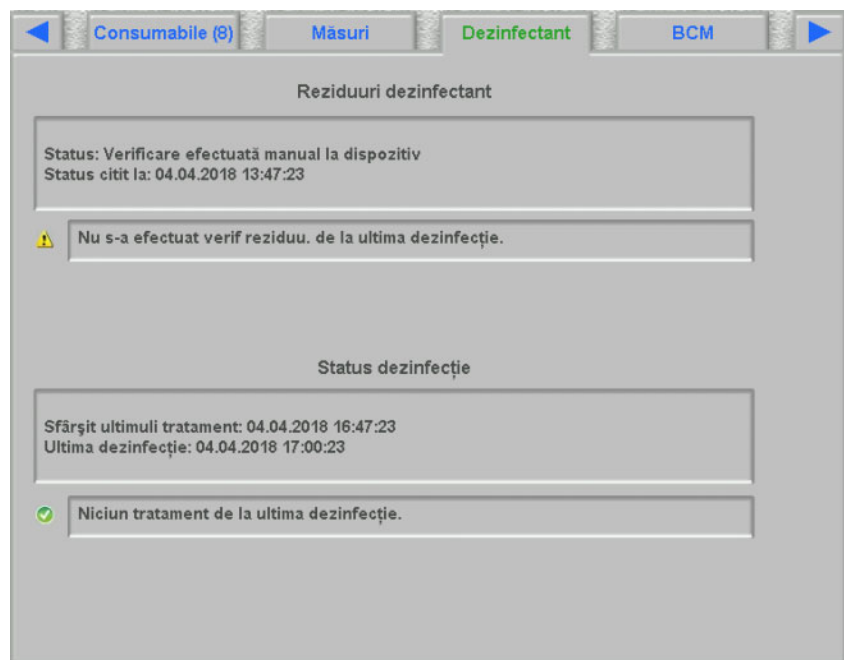 Consumabile (8)
Măsuri
Dezinfectant
BCM
Reziduuri dezinfectant
Status: Verificare efectuată manual la dispozitiv
Status citit la: 04.04.2018 13:47:23
Nu s-a efectuat verif reziduu. de la ultima dezinfecție.
Status dezinfecție
Sfârșit ultimuli tratament: 04.04.2018 16:47:23
Ultima dezinfecție: 04.04.2018 17:00:23
Niciun tratament de la ultima dezinfecție.